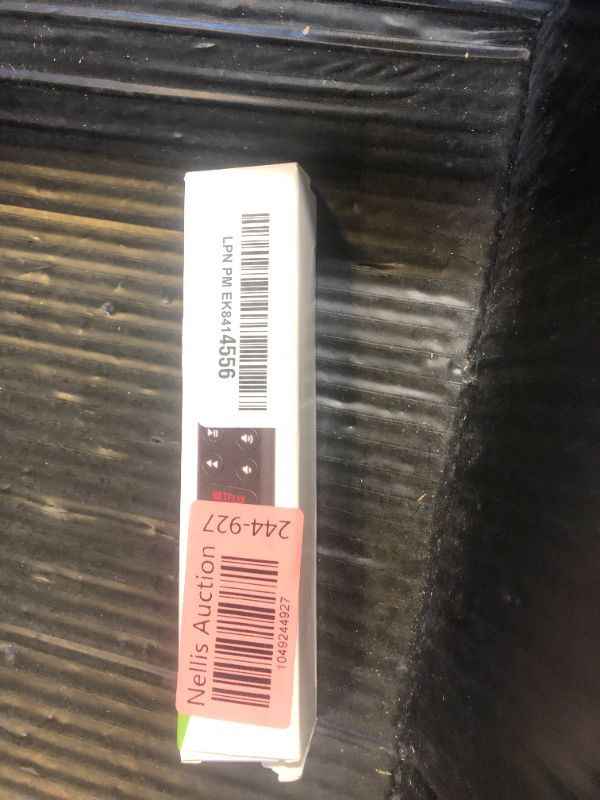 LPN PM EK8414556
NETFLIX
244-927
Nellis Auction
1049244927